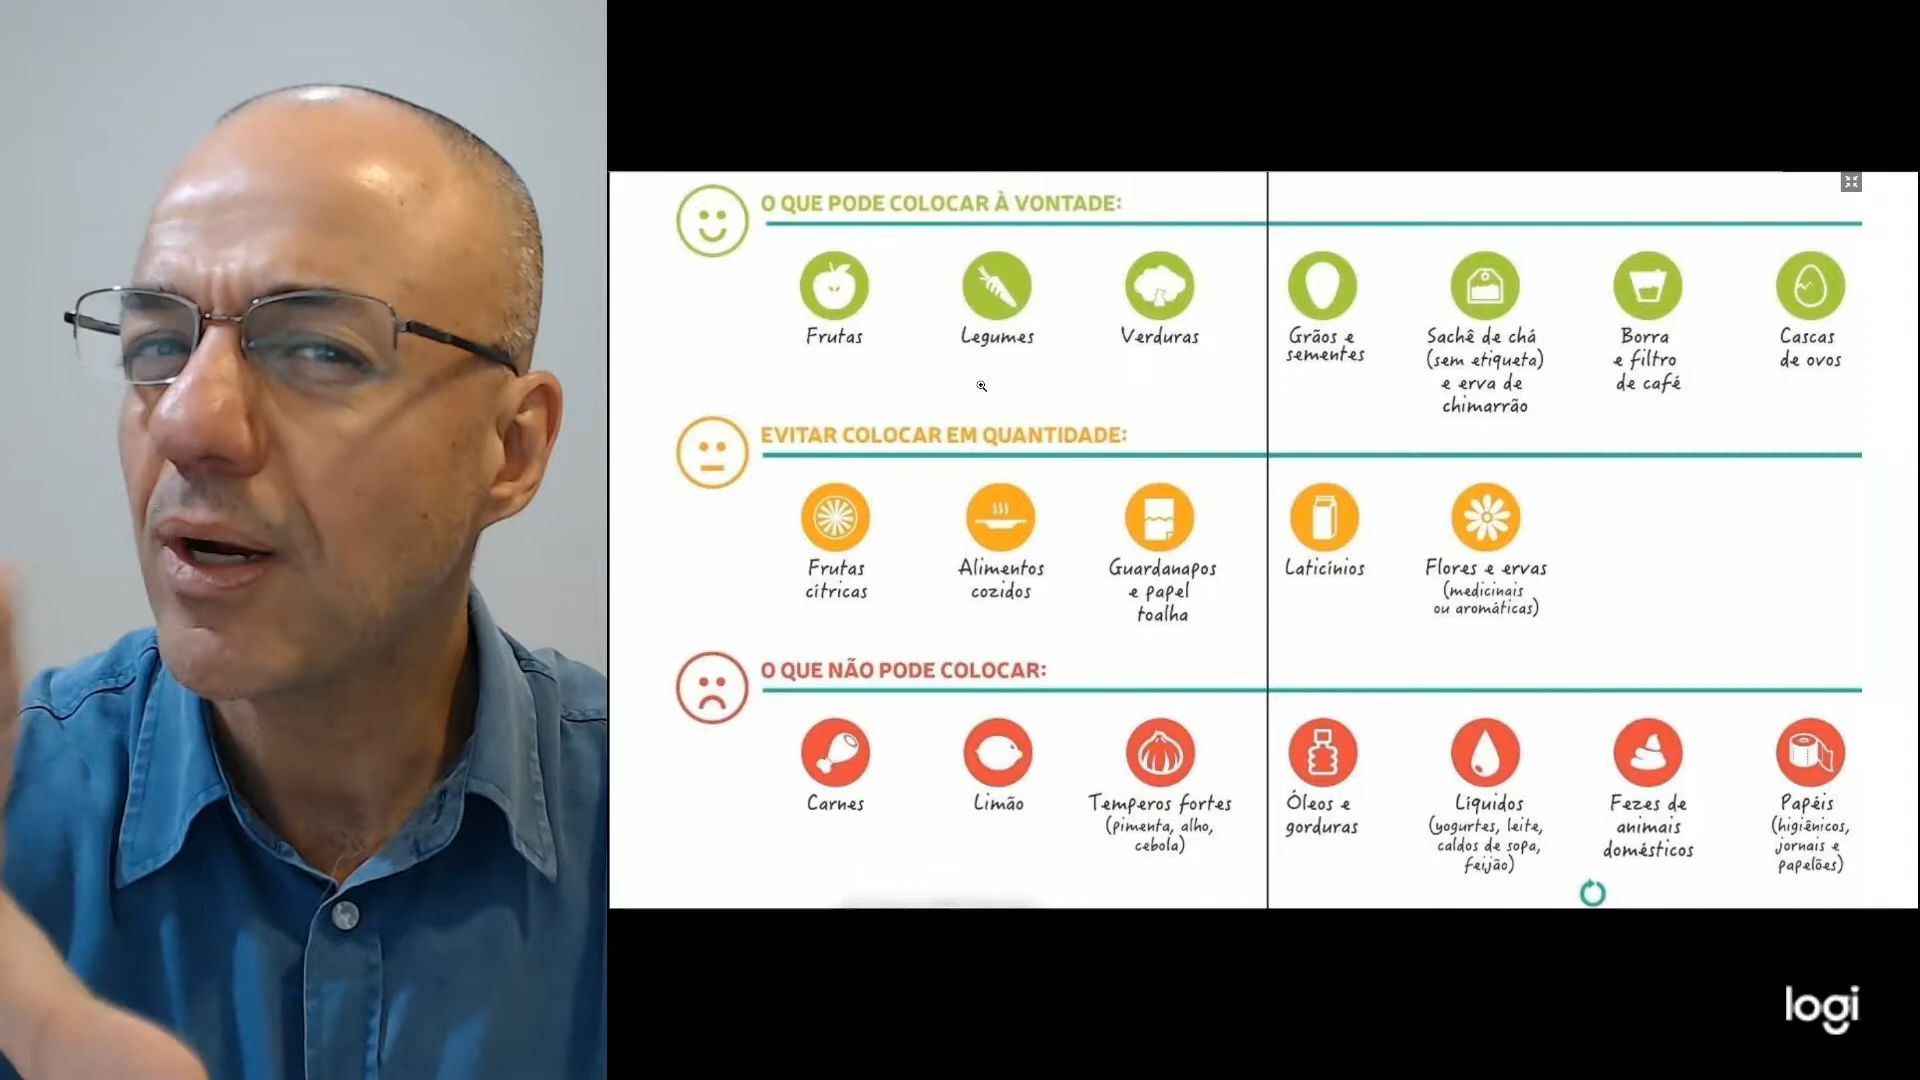 O QUE PODE COLOCAR À VONTADE:
Frutas
Legumes
Verduras
Grãos e
sementes
Sachê de chá
(sem etiqueta)
e erva de
chimarrão
Borra
e filtro
de café
Cascas
de ovos
EVITAR COLOCAR EM QUANTIDADE:
Frutas
cítricas
Alimentos
cozidos
Guardanapos
e papel
toalha
Laticínios
Flores e ervas
(medicinais
ou aromáticas)
O QUE NÃO PODE COLOCAR:
Carnes
Limão
Temperos fortes
(pimenta, alho,
cebola)
Óleos e
gorduras
Líquidos
(yogurtes, leite,
caldos de sopa,
feijão)
Fezes de
animais
domésticos
Papéis
(higiênicos,
jornais e
papelões)
logi